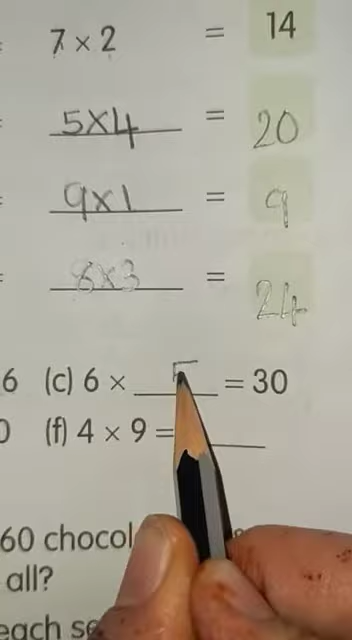 7 × 2 = 14
5×4 = 20
9×1 = 9
8×3 = 24
6 (c) 6 × 5 = 30
0 (f) 4 × 9 =
60 chocol
all?
each se